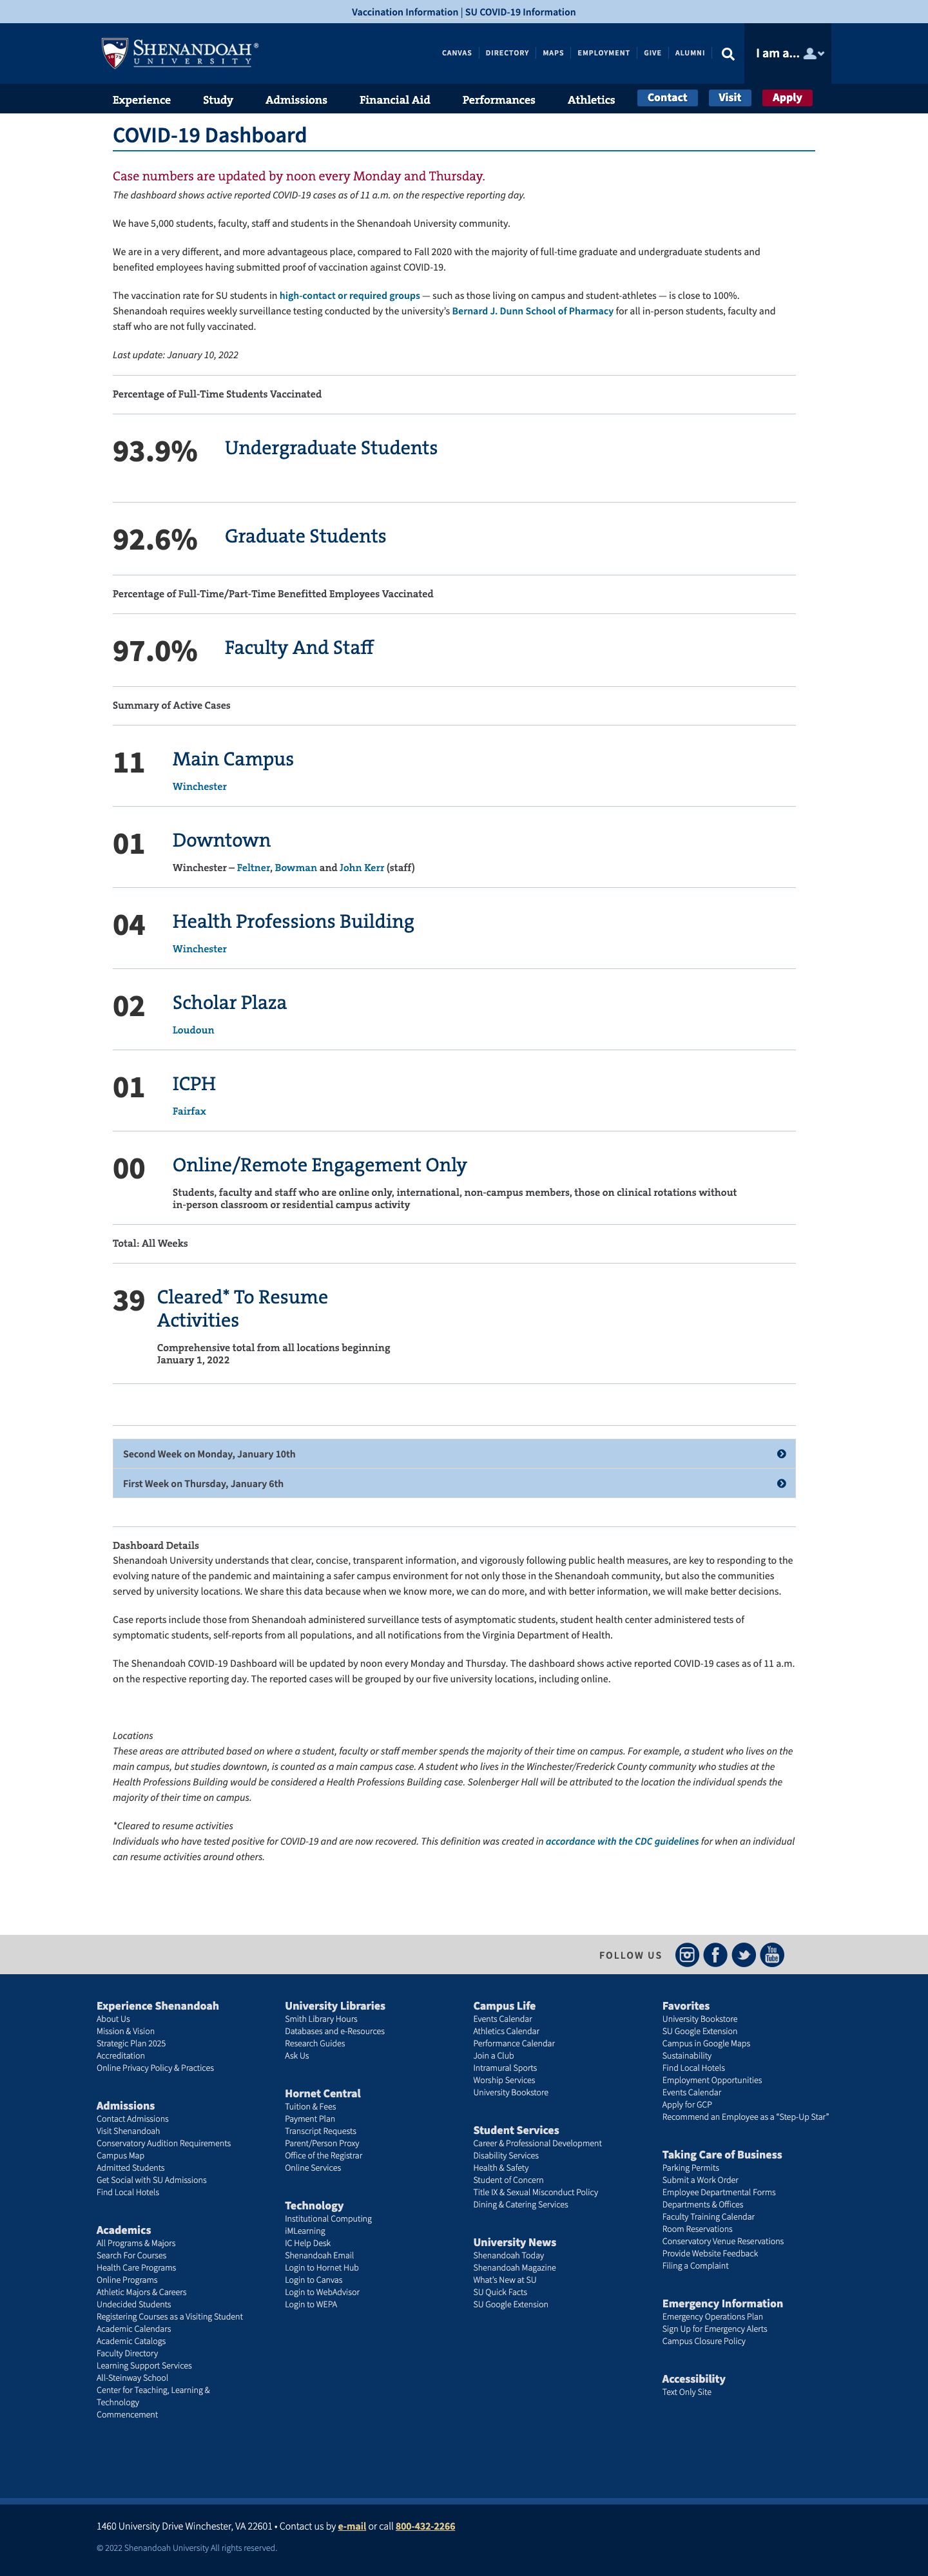 Vaccination Information | SU COVID-19 Information
SHENANDOAH®
UNIVERSITY
CANVAS DIRECTORY MAPS EMPLOYMENT GIVE ALUMNI
I am a...
Experience Study Admissions Financial Aid Performances Athletics Contact Visit Apply
COVID-19 Dashboard
Case numbers are updated by noon every Monday and Thursday.
The dashboard shows active reported COVID-19 cases as of 11 a.m. on the respective reporting day.
We have 5,000 students, faculty, staff and students in the Shenandoah University community.
We are in a very different, and more advantageous place, compared to Fall 2020 with the majority of full-time graduate and undergraduate students and
benefited employees having submitted proof of vaccination against COVID-19.
The vaccination rate for SU students in high-contact or required groups — such as those living on campus and student-athletes — is close to 100%.
Shenandoah requires weekly surveillance testing conducted by the university's Bernard J. Dunn School of Pharmacy for all in-person students, faculty and
staff who are not fully vaccinated.
Last update: January 10, 2022
Percentage of Full-Time Students Vaccinated
93.9% Undergraduate Students
92.6% Graduate Students
Percentage of Full-Time/Part-Time Benefitted Employees Vaccinated
97.0% Faculty And Staff
Summary of Active Cases
11 Main Campus
Winchester
01 Downtown
Winchester – Feltner, Bowman and John Kerr (staff)
04 Health Professions Building
Winchester
02 Scholar Plaza
Loudoun
01 ICPH
Fairfax
00 Online/Remote Engagement Only
Students, faculty and staff who are online only, international, non-campus members, those on clinical rotations without
in-person classroom or residential campus activity
Total: All Weeks
39 Cleared* To Resume
Activities
Comprehensive total from all locations beginning
January 1, 2022
Second Week on Monday, January 10th
First Week on Thursday, January 6th
Dashboard Details
Shenandoah University understands that clear, concise, transparent information, and vigorously following public health measures, are key to responding to the
evolving nature of the pandemic and maintaining a safer campus environment for not only those in the Shenandoah community, but also the communities
served by university locations. We share this data because when we know more, we can do more, and with better information, we will make better decisions.
Case reports include those from Shenandoah administered surveillance tests of asymptomatic students, student health center administered tests of
symptomatic students, self-reports from all populations, and all notifications from the Virginia Department of Health.
The Shenandoah COVID-19 Dashboard will be updated by noon every Monday and Thursday. The dashboard shows active reported COVID-19 cases as of 11 a.m.
on the respective reporting day. The reported cases will be grouped by our five university locations, including online.
Locations
These areas are attributed based on where a student, faculty or staff member spends the majority of their time on campus. For example, a student who lives on the
main campus, but studies downtown, is counted as a main campus case. A student who lives in the Winchester/Frederick County community who studies at the
Health Professions Building would be considered a Health Professions Building case. Solenberger Hall will be attributed to the location the individual spends the
majority of their time on campus.
*Cleared to resume activities
Individuals who have tested positive for COVID-19 and are now recovered. This definition was created in accordance with the CDC guidelines for when an individual
can resume activities around others.
FOLLOW US
You
Tube
Experience Shenandoah
About Us
Mission & Vision
Strategic Plan 2025
Accreditation
Online Privacy Policy & Practices
Admissions
Contact Admissions
Visit Shenandoah
Conservatory Audition Requirements
Campus Map
Admitted Students
Get Social with SU Admissions
Find Local Hotels
Academics
All Programs & Majors
Search For Courses
Health Care Programs
Online Programs
Athletic Majors & Careers
Undecided Students
Registering Courses as a Visiting Student
Academic Calendars
Academic Catalogs
Faculty Directory
Learning Support Services
All-Steinway School
Center for Teaching, Learning &
Technology
Commencement
University Libraries
Smith Library Hours
Databases and e-Resources
Research Guides
Ask Us
Hornet Central
Tuition & Fees
Payment Plan
Transcript Requests
Parent/Person Proxy
Office of the Registrar
Online Services
Technology
Institutional Computing
iMLearning
IC Help Desk
Shenandoah Email
Login to Hornet Hub
Login to Canvas
Login to WebAdvisor
Login to WEPA
Campus Life
Events Calendar
Athletics Calendar
Performance Calendar
Join a Club
Intramural Sports
Worship Services
University Bookstore
Student Services
Career & Professional Development
Disability Services
Health & Safety
Student of Concern
Title IX & Sexual Misconduct Policy
Dining & Catering Services
University News
Shenandoah Today
Shenandoah Magazine
What's New at SU
SU Quick Facts
SU Google Extension
Favorites
University Bookstore
SU Google Extension
Campus in Google Maps
Sustainability
Find Local Hotels
Employment Opportunities
Events Calendar
Apply for GCP
Recommend an Employee as a "Step-Up Star"
Taking Care of Business
Parking Permits
Submit a Work Order
Employee Departmental Forms
Departments & Offices
Faculty Training Calendar
Room Reservations
Conservatory Venue Reservations
Provide Website Feedback
Filing a Complaint
Emergency Information
Emergency Operations Plan
Sign Up for Emergency Alerts
Campus Closure Policy
Accessibility
Text Only Site
1460 University Drive Winchester, VA 22601 • Contact us by e-mail or call 800-432-2266
© 2022 Shenandoah University All rights reserved.